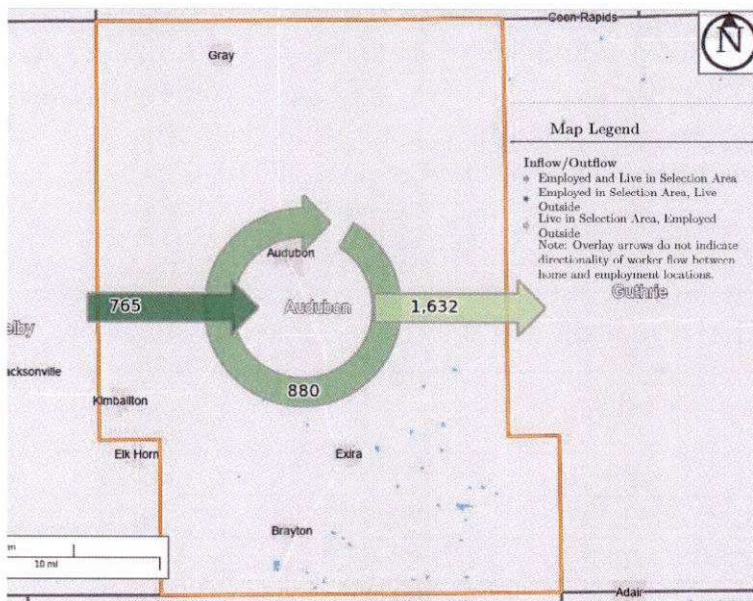 Coon-Rapids
N
Gray
Map Legend
Inflow/Outflow
Employed and Live in Selection Area
Employed in Selection Area, Live
Outside
Live in Selection Area, Employed
Outside
Note: Overlay arrows do not indicate
directionality of worker flow between
home and employment locations.
Audubon
Guthrie
765
Audubon
1,632
elby
acksonville
880
Kimballton
Elk Horn
Exira
Brayton
10 mi
Adair